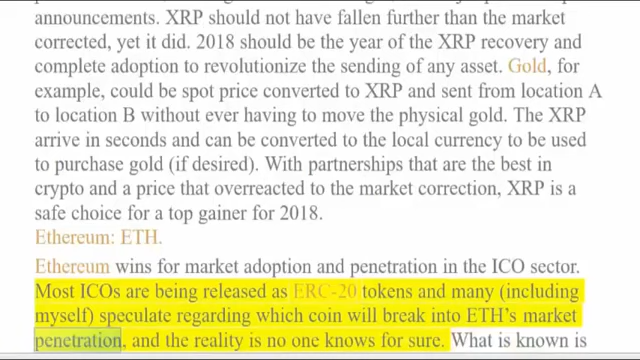 announcements. XRP should not have fallen further than the market
corrected, yet it did. 2018 should be the year of the XRP recovery and
complete adoption to revolutionize the sending of any asset. Gold, for
example, could be spot price converted to XRP and sent from location A
to location B without ever having to move the physical gold. The XRP
arrive in seconds and can be converted to the local currency to be used
to purchase gold (if desired). With partnerships that are the best in
crypto and a price that overreacted to the market correction, XRP is a
safe choice for a top gainer for 2018.
Ethereum: ETH.
Ethereum wins for market adoption and penetration in the ICO sector.
Most ICOs are being released as ERC-20 tokens and many (including
myself) speculate regarding which coin will break into ETH's market
penetration, and the reality is no one knows for sure. What is known is